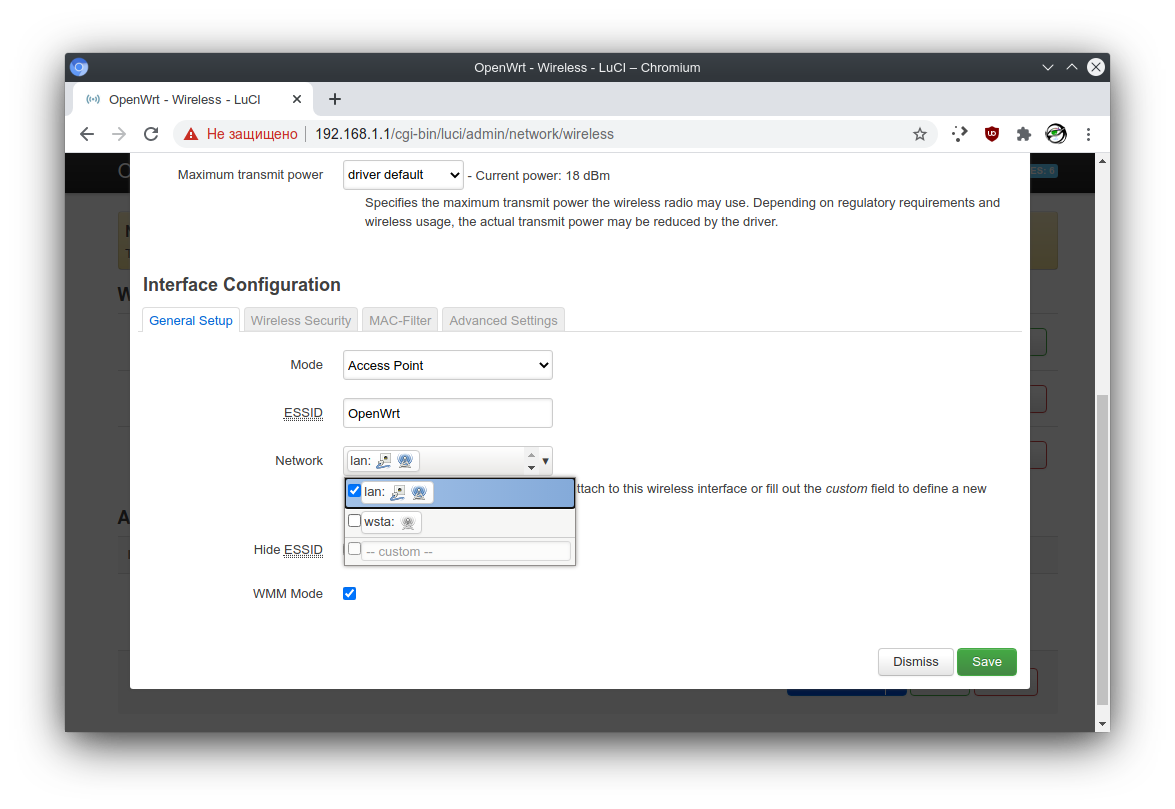 OpenWrt - Wireless - LuCI – Chromium
OpenWrt - Wireless - LuCI
Не защищено 192.168.1.1/cgi-bin/luci/admin/network/wireless
Maximum transmit power driver default - Current power: 18 dBm
Specifies the maximum transmit power the wireless radio may use. Depending on regulatory requirements and
wireless usage, the actual transmit power may be reduced by the driver.
Interface Configuration
General Setup Wireless Security MAC-Filter Advanced Settings
Mode Access Point
ESSID OpenWrt
Network lan:
lan: ttach to this wireless interface or fill out the custom field to define a new
wsta:
Hide ESSID -- custom --
WMM Mode
Dismiss Save